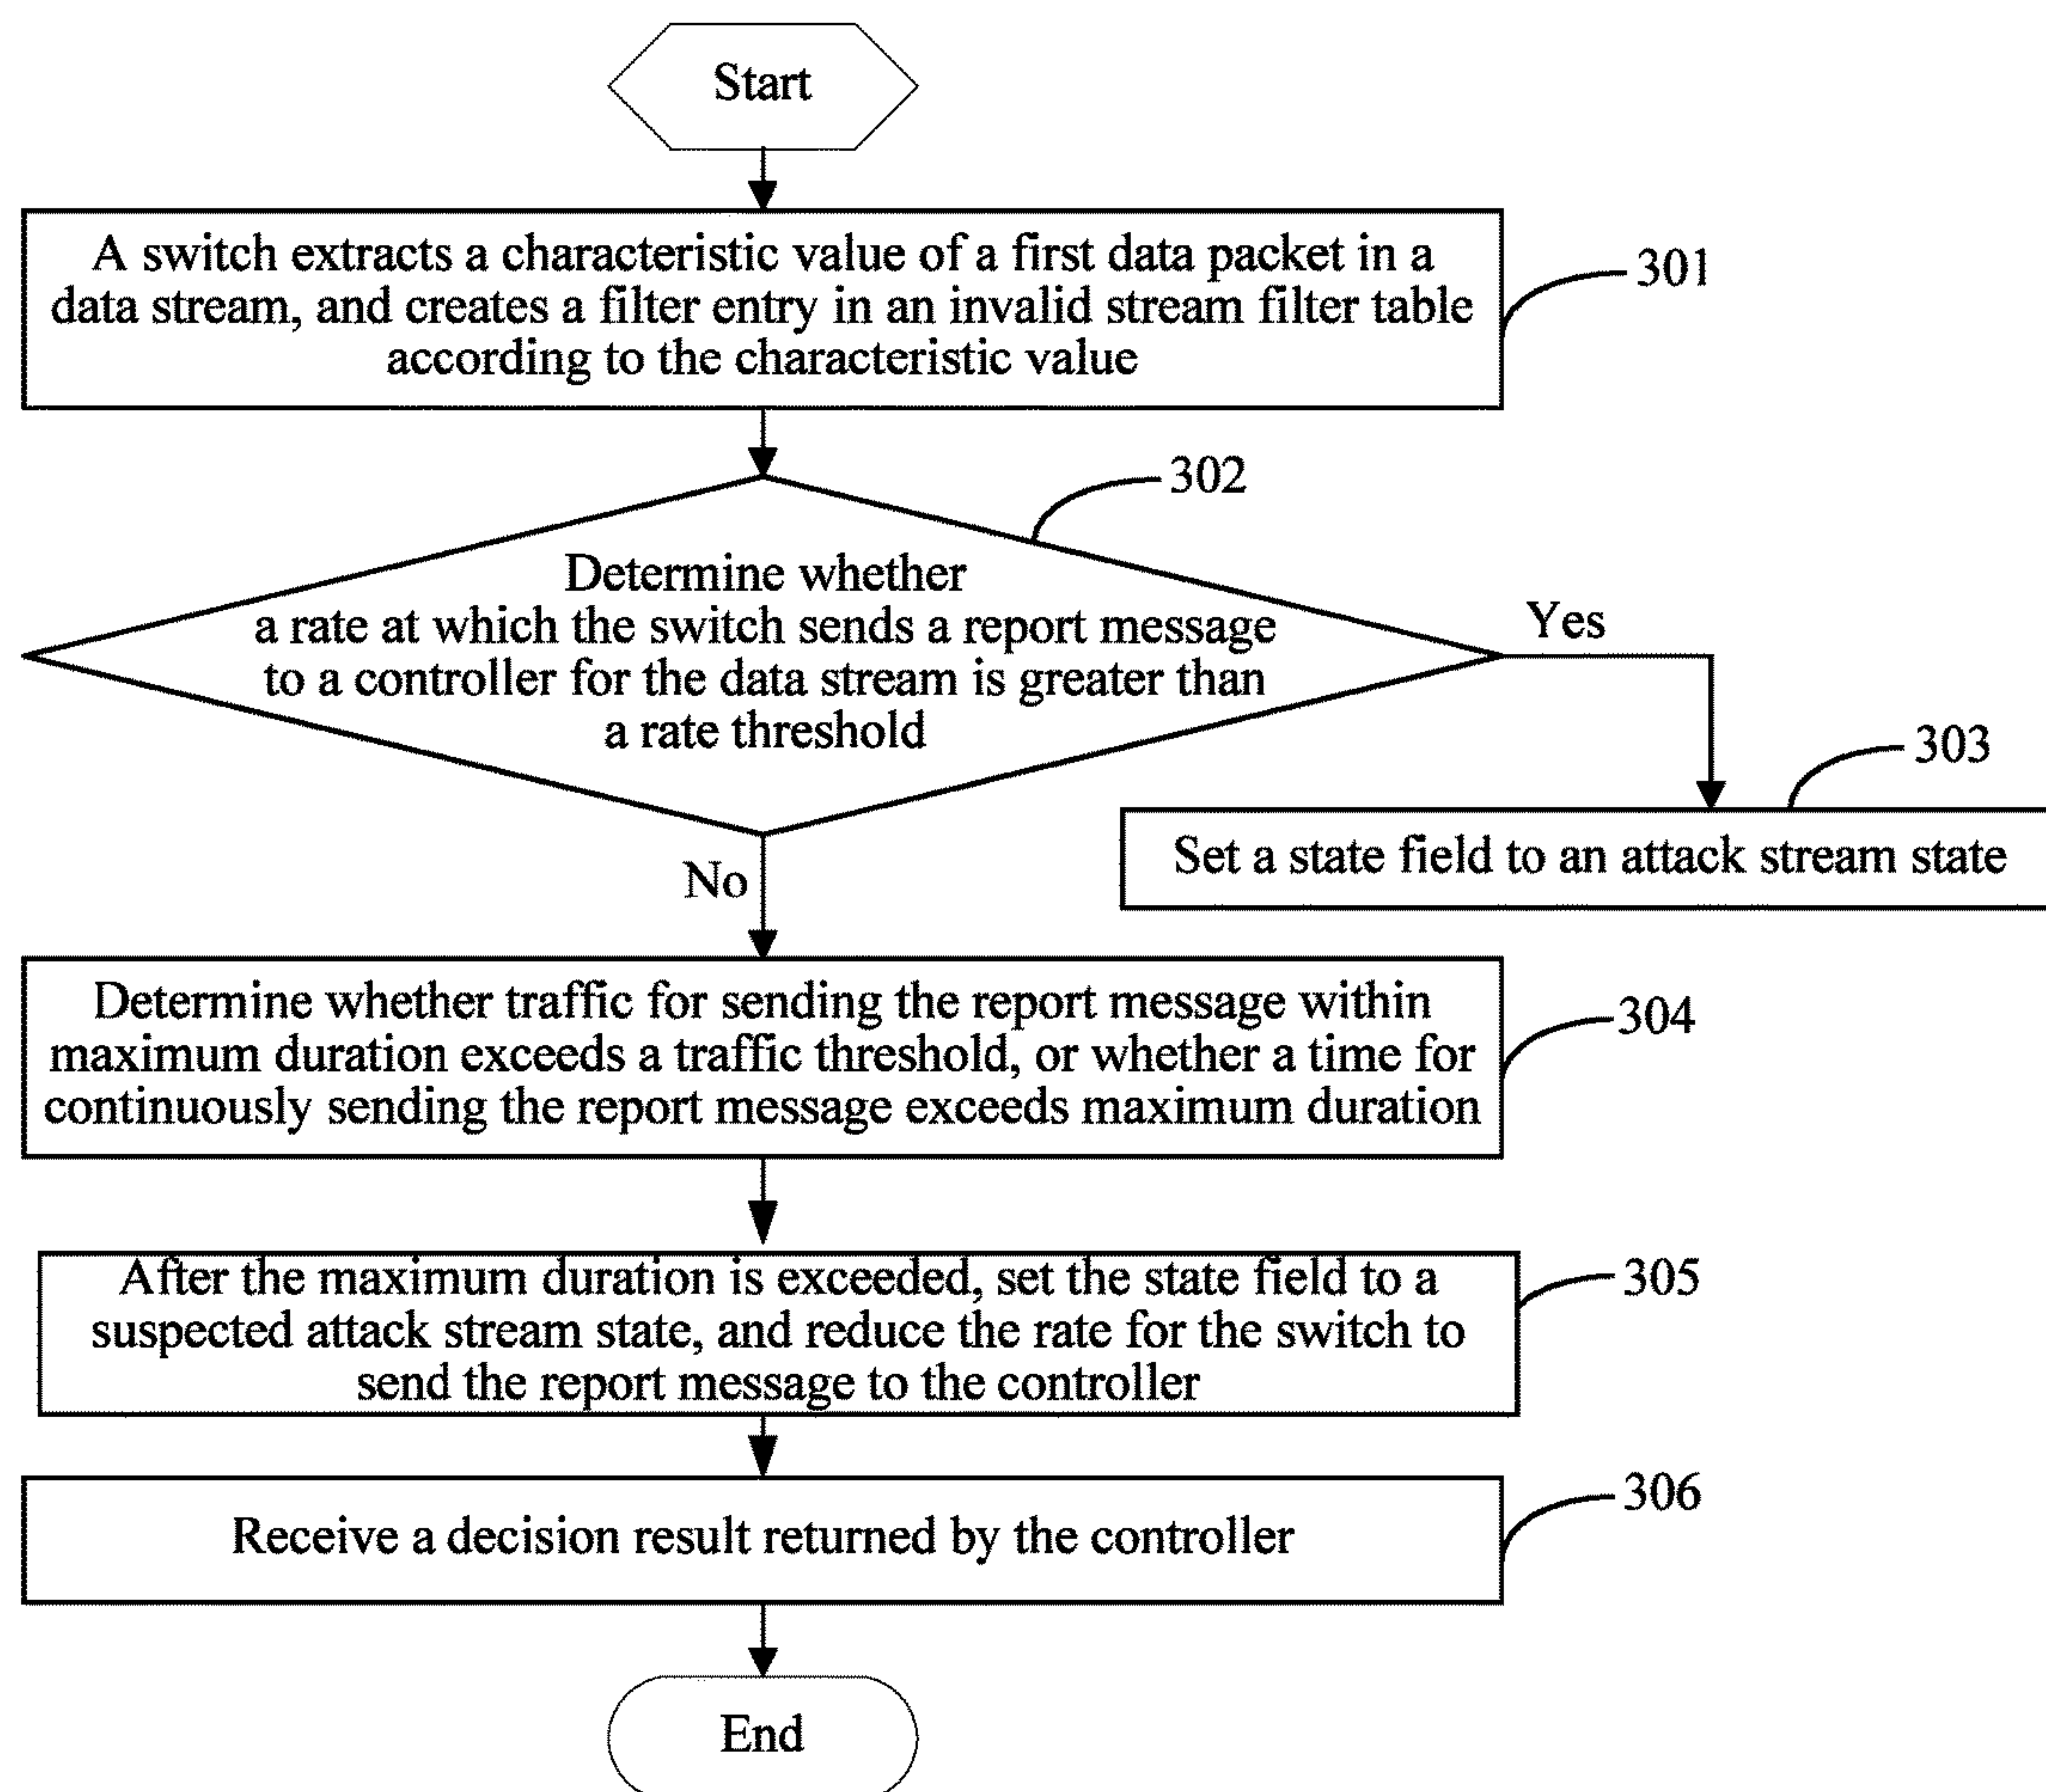 Start
A switch extracts a characteristic value of a first data packet in a
data stream, and creates a filter entry in an invalid stream filter table
according to the characteristic value
301
302
Determine whether
a rate at which the switch sends a report message
to a controller for the data stream is greater than
a rate threshold
Yes
303
Set a state field to an attack stream state
No
Determine whether traffic for sending the report message within
maximum duration exceeds a traffic threshold, or whether a time for
continuously sending the report message exceeds maximum duration
304
After the maximum duration is exceeded, set the state field to a
suspected attack stream state, and reduce the rate for the switch to
send the report message to the controller
305
Receive a decision result returned by the controller
306
End